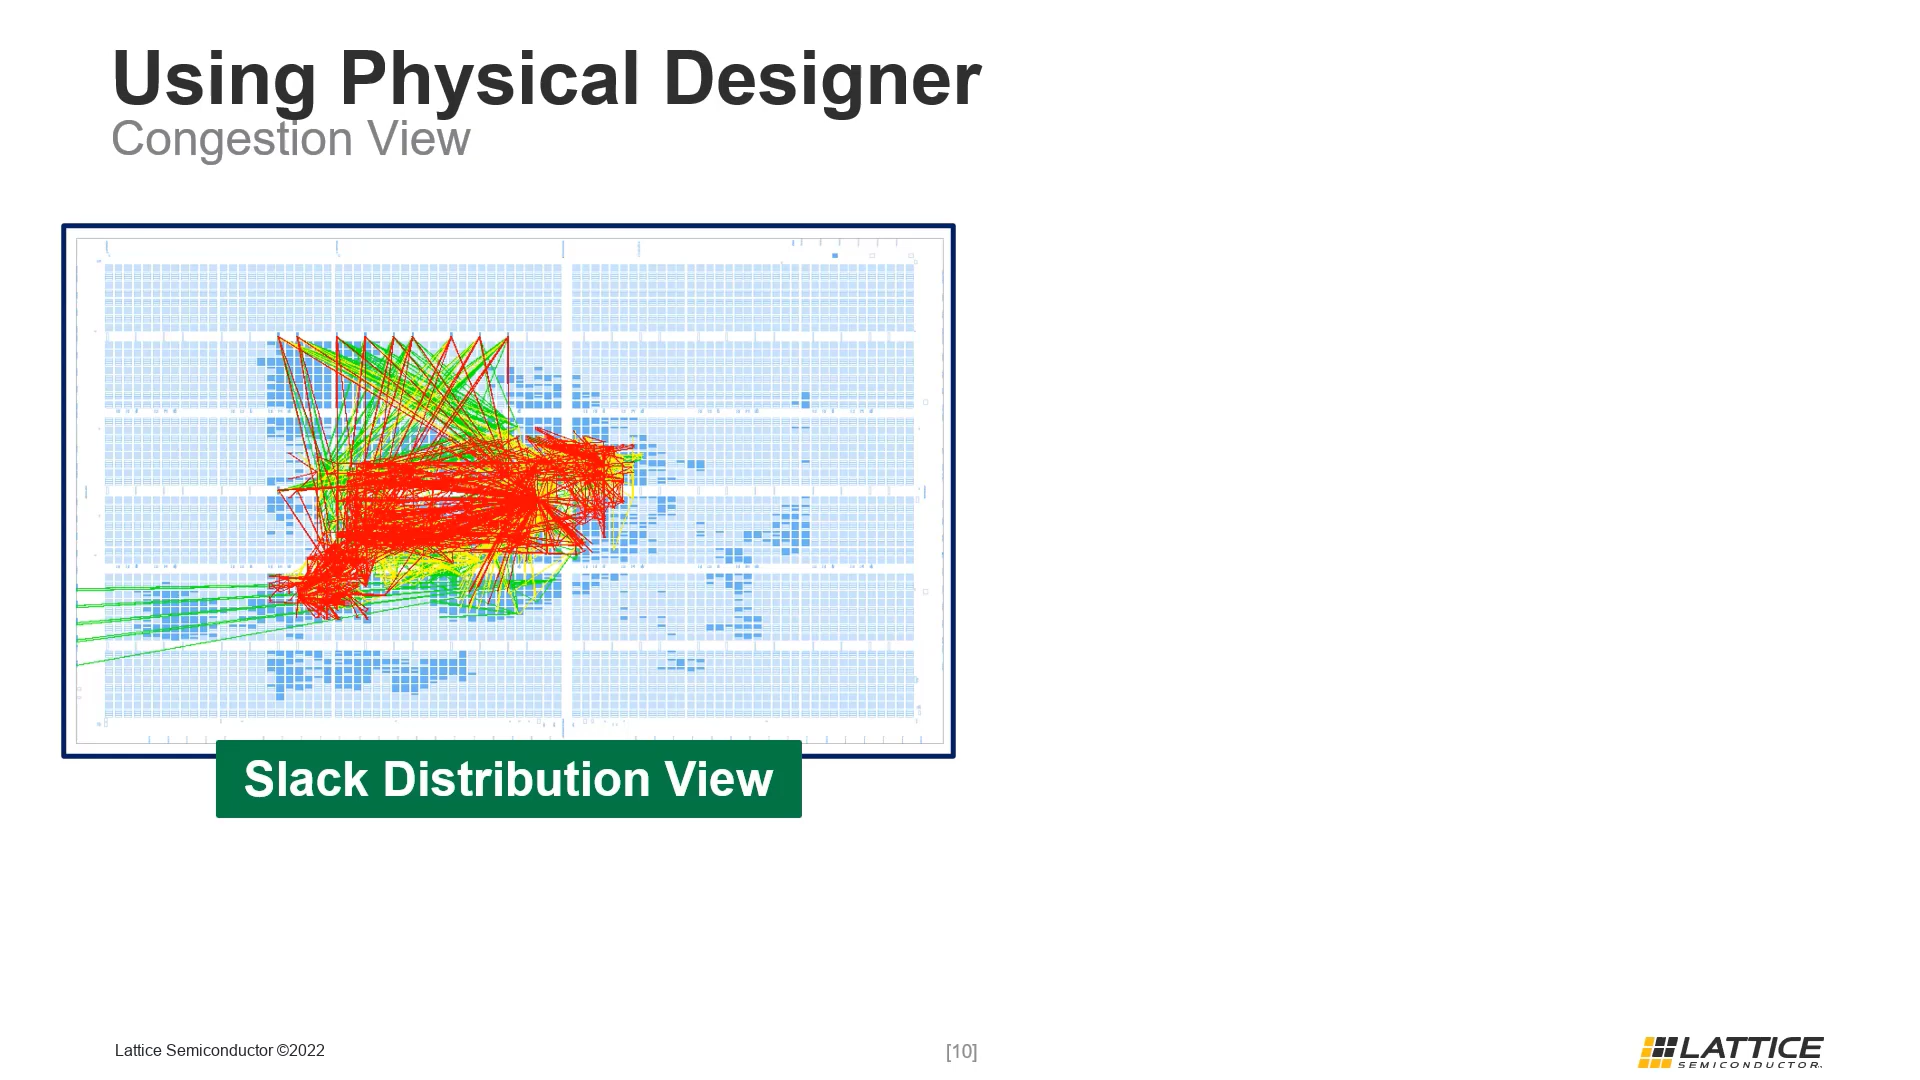 Using Physical Designer
Congestion View
Slack Distribution View
Lattice Semiconductor ©2022
[10]
LATTICE
SEMICONDUCTOR